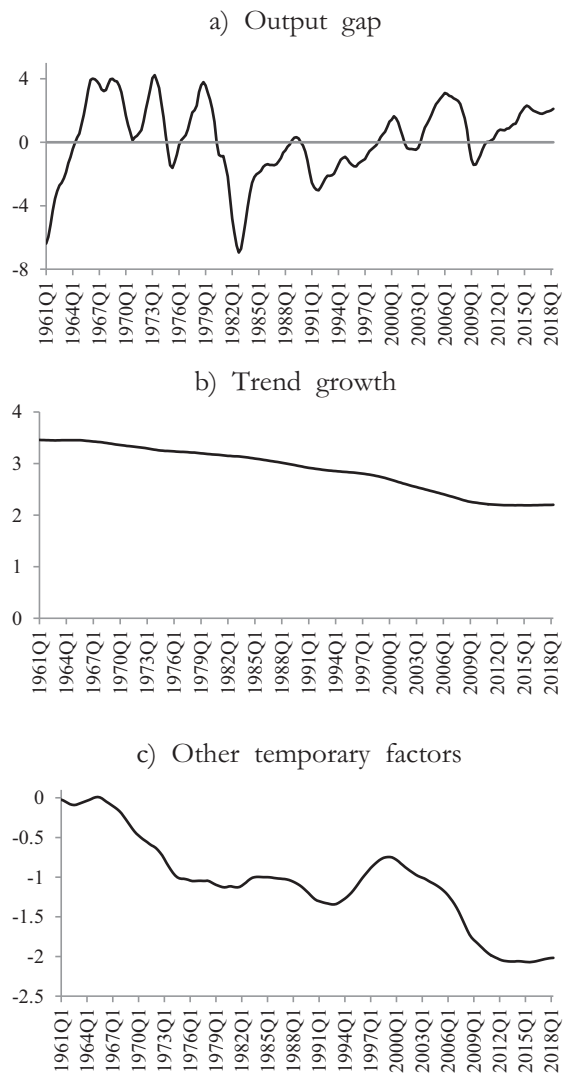 a) Output gap
4
0
-4
-8
1961Q1
1964Q1
1967Q1
1970Q1
1973Q1
1976Q1
1979Q1
1982Q1
1985Q1
1988Q1
1991Q1
1994Q1
1997Q1
2000Q1
2003Q1
2006Q1
2009Q1
2012Q1
2015Q1
2018Q1
b) Trend growth
4
3
2
1
0
1961Q1
1964Q1
1967Q1
1970Q1
1973Q1
1976Q1
1979Q1
1982Q1
1985Q1
1988Q1
1991Q1
1994Q1
1997Q1
2000Q1
2003Q1
2006Q1
2009Q1
2012Q1
2015Q1
2018Q1
c) Other temporary factors
0
-0.5
-1
-1.5
-2
-2.5
1961Q1
1964Q1
1967Q1
1970Q1
1973Q1
1976Q1
1979Q1
1982Q1
1985Q1
1988Q1
1991Q1
1994Q1
1997Q1
2000Q1
2003Q1
2006Q1
2009Q1
2012Q1
2015Q1
2018Q1